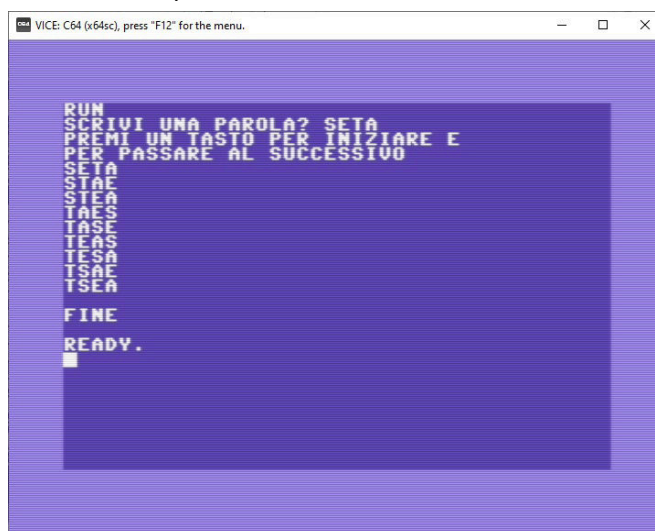 C64 VICE: C64 (x64sc), press "F12" for the menu.
RUN
SCRIVI UNA PAROLA? SETA
PREMI UN TASTO PER INIZIARE E
PER PASSARE AL SUCCESSIVO
SETA
STAE
STEA
TAES
TASE
TEAS
TESA
TSAE
TSEA
FINE
READY.